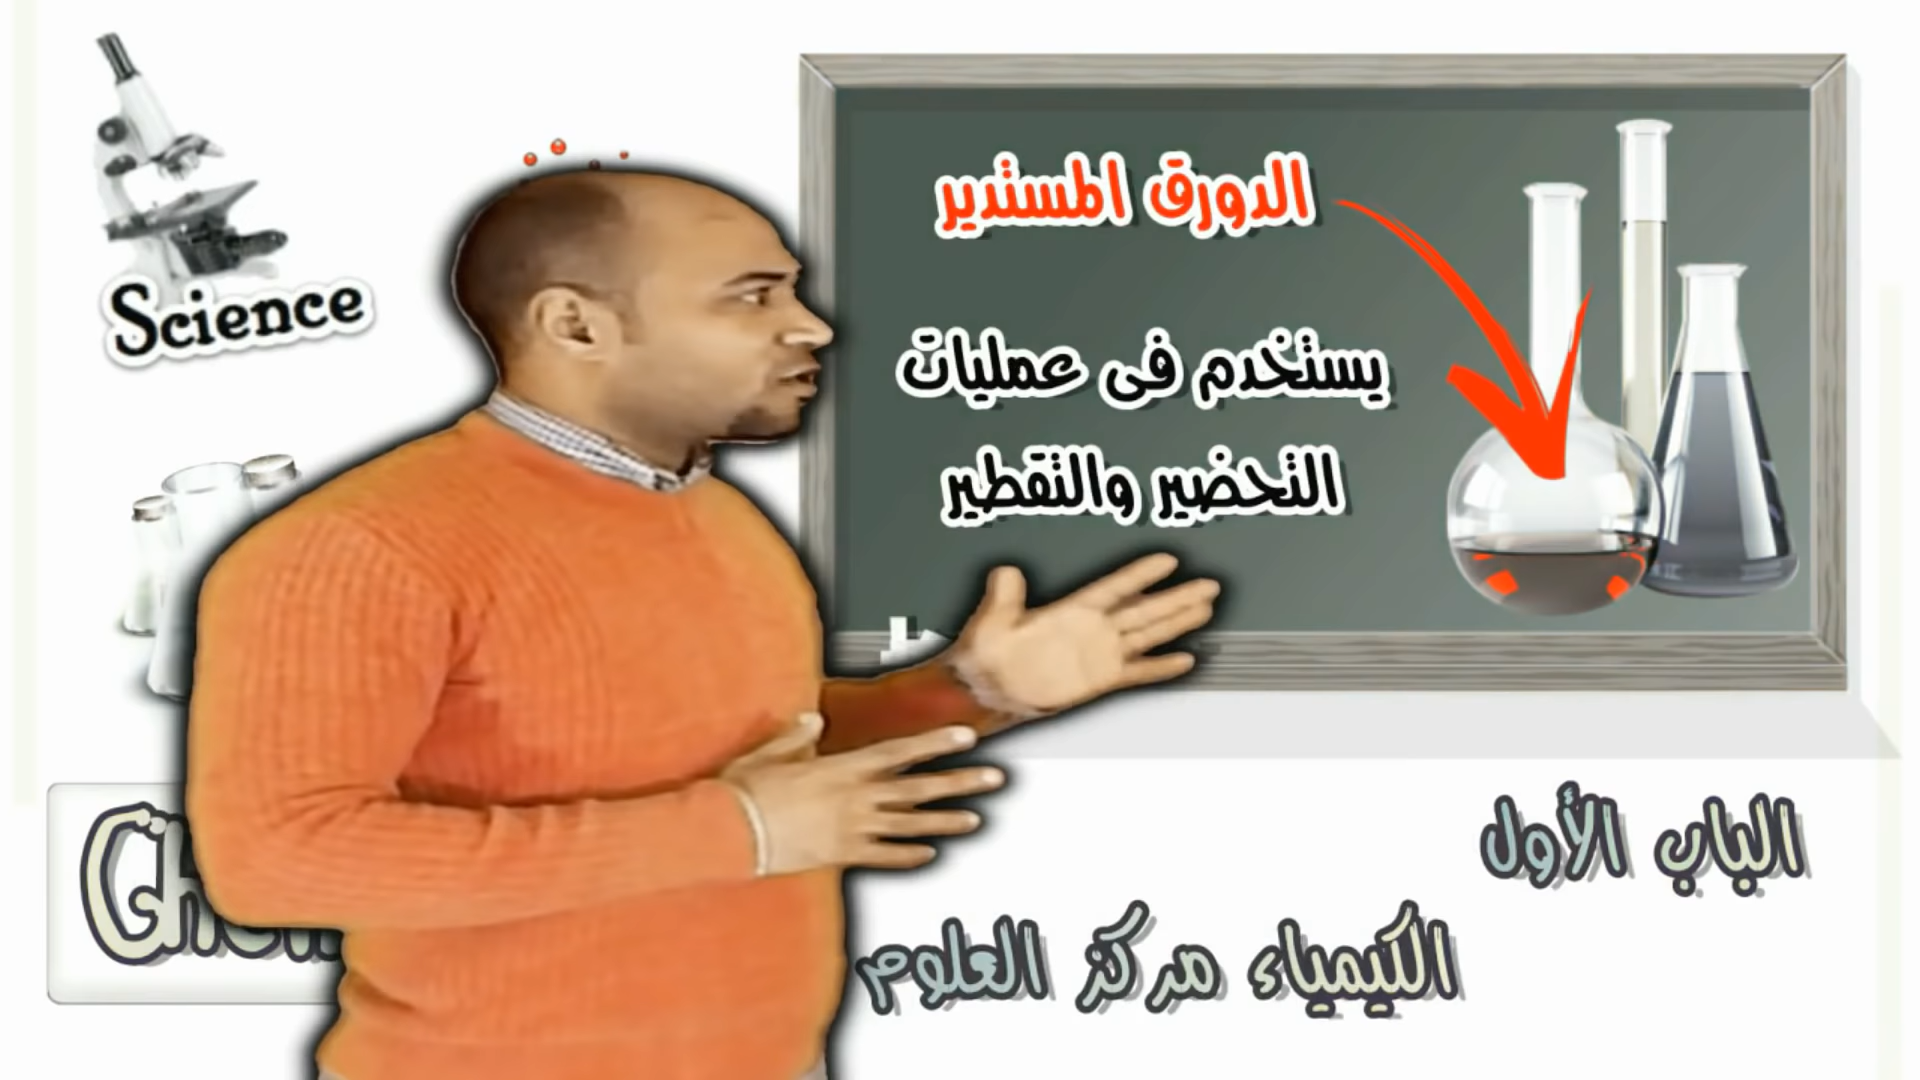 Science
الدورق المستدير
يستخدم فى عمليات
التحضير والتقطير
الباب الأول
الكيمياء مركز العلوم